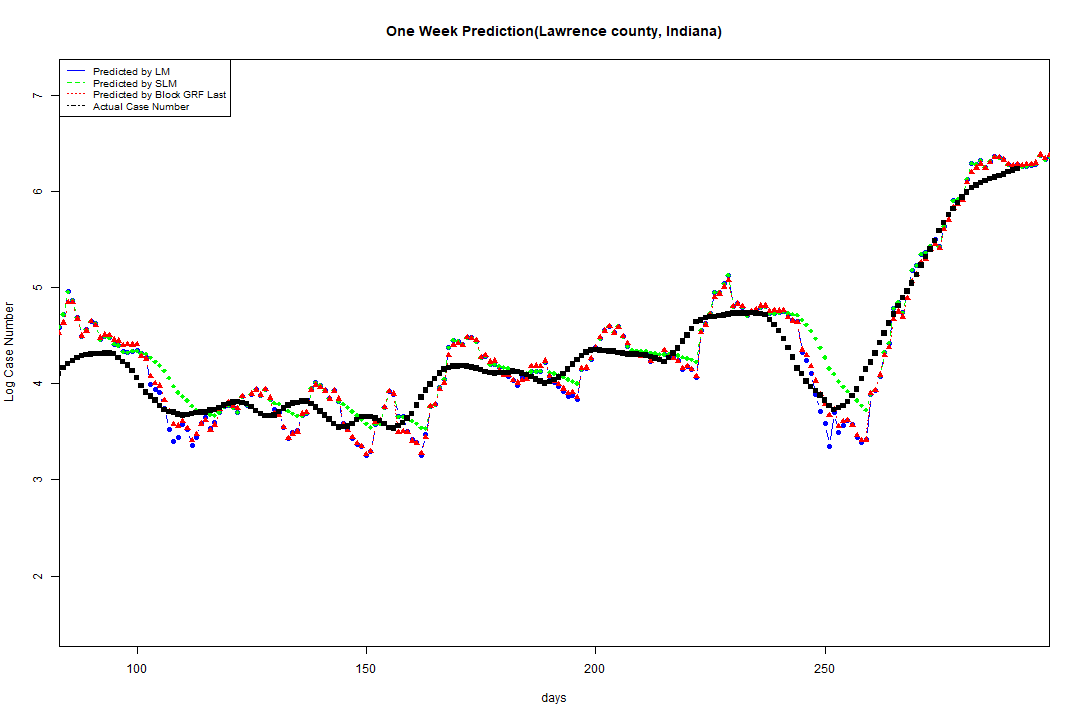 One Week Prediction(Lawrence county, Indiana)
Predicted by LM
Predicted by SLM
Predicted by Block GRF Last
Actual Case Number
7
6
5
4
3
2
Log Case Number
100 150 200 250
days